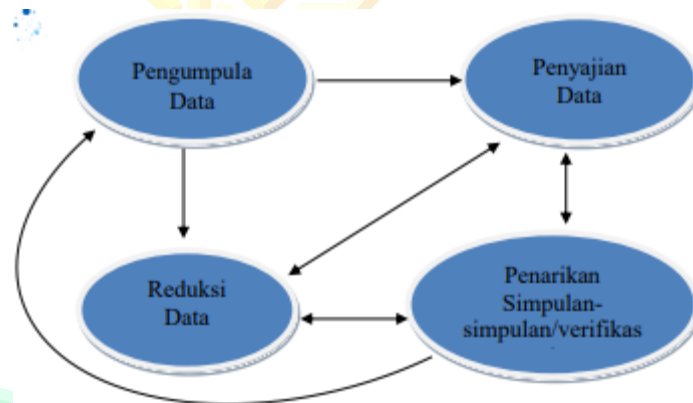 Pengumpula
Data
Penyajian
Data
Reduksi
Data
Penarikan
Simpulan-
simpulan/verifikas